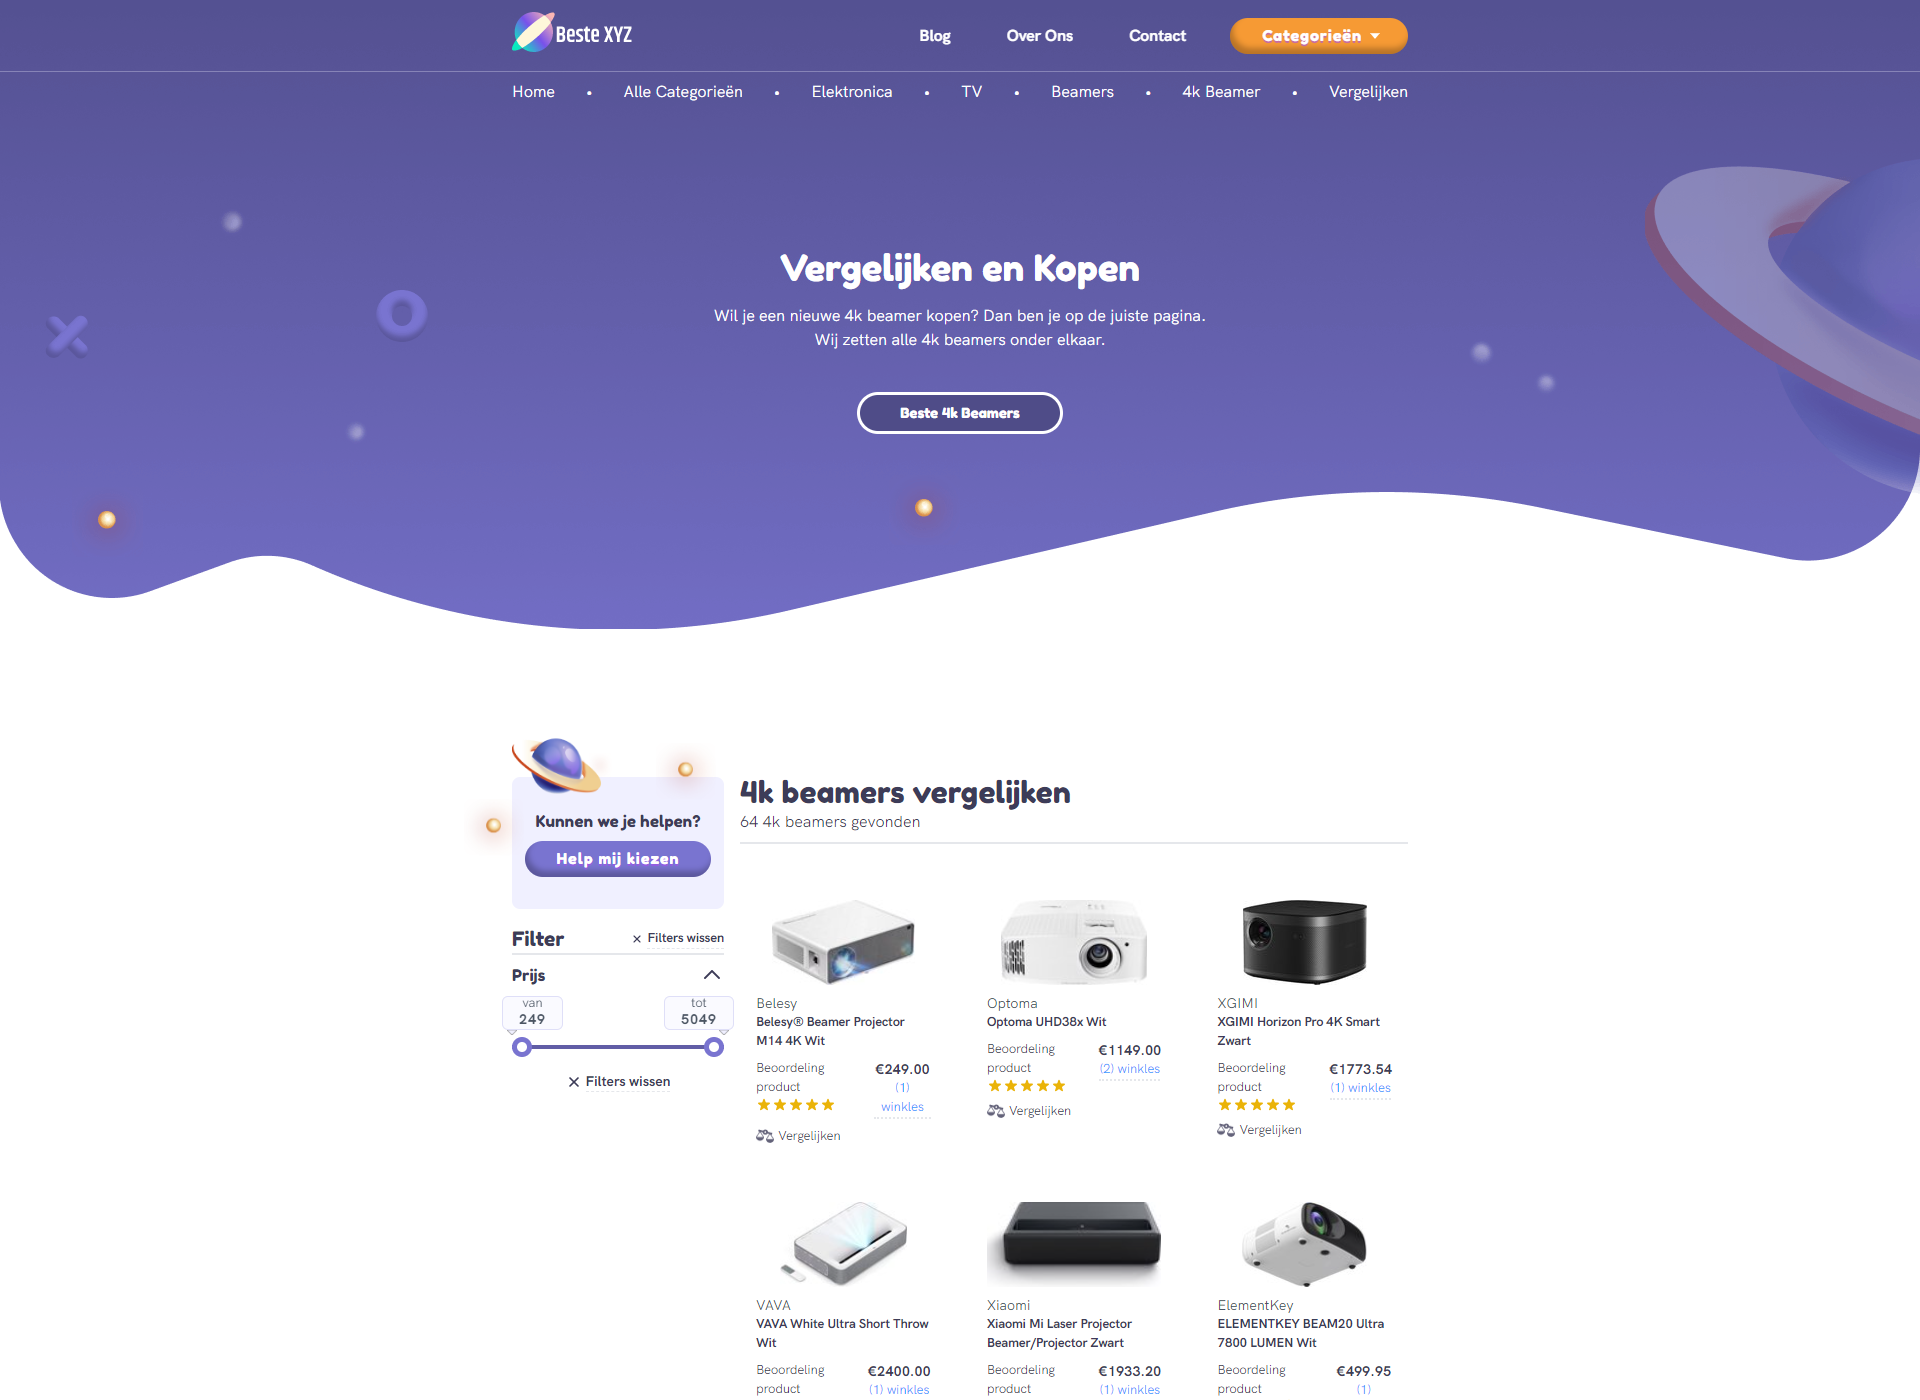 Beste XYZ
Blog
Over Ons
Contact
Categorieën
Home • Alle Categorieën • Elektronica • TV • Beamers • 4k Beamer • Vergelijken
Vergelijken en Kopen
Wil je een nieuwe 4k beamer kopen? Dan ben je op de juiste pagina.
Wij zetten alle 4k beamers onder elkaar.
Beste 4k Beamers
Kunnen we je helpen?
Help mij kiezen
Filter
Filters wissen
Prijs
van
249
tot
5049
Filters wissen
4k beamers vergelijken
64 4k beamers gevonden
Belesy
Belesy® Beamer Projector
M14 4K Wit
Beoordeling
product
€249.00
(1)
winkles
Vergelijken
Optoma
Optoma UHD38x Wit
Beoordeling
product
€1149.00
(2) winkles
Vergelijken
XGIMI
XGIMI Horizon Pro 4K Smart
Zwart
Beoordeling
product
€1773.54
(1) winkles
Vergelijken
VAVA
VAVA White Ultra Short Throw
Wit
Beoordeling
product
€2400.00
(1) winkles
Xiaomi
Xiaomi Mi Laser Projector
Beamer/Projector Zwart
Beoordeling
product
€1933.20
(1) winkles
ElementKey
ELEMENTKEY BEAM20 Ultra
7800 LUMEN Wit
Beoordeling
product
€499.95
(1)